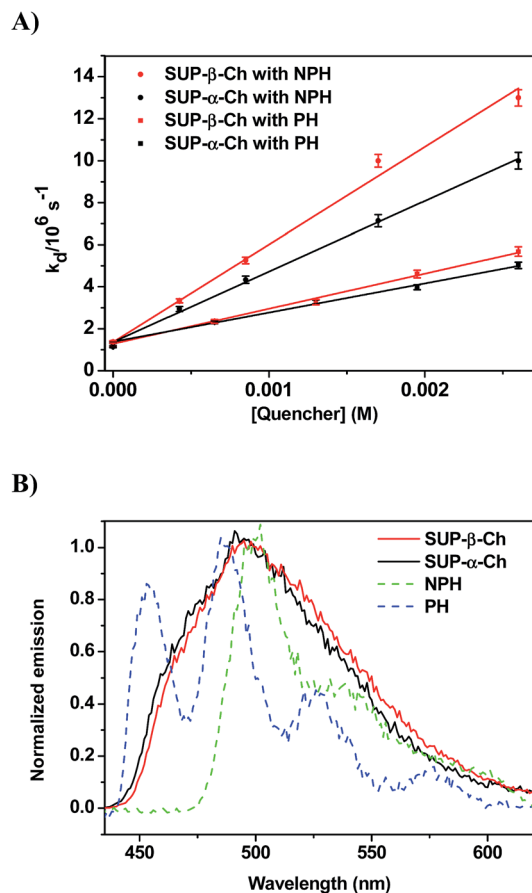 A)
SUP-β-Ch with NPH
SUP-α-Ch with NPH
SUP-β-Ch with PH
SUP-α-Ch with PH
k_d/10⁶ s⁻¹
14
12
10
8
6
4
2
0
0.000 0.001 0.002
[Quencher] (M)
B)
SUP-β-Ch
SUP-α-Ch
NPH
PH
Normalized emission
1.0
0.8
0.6
0.4
0.2
0.0
450 500 550 600
Wavelength (nm)